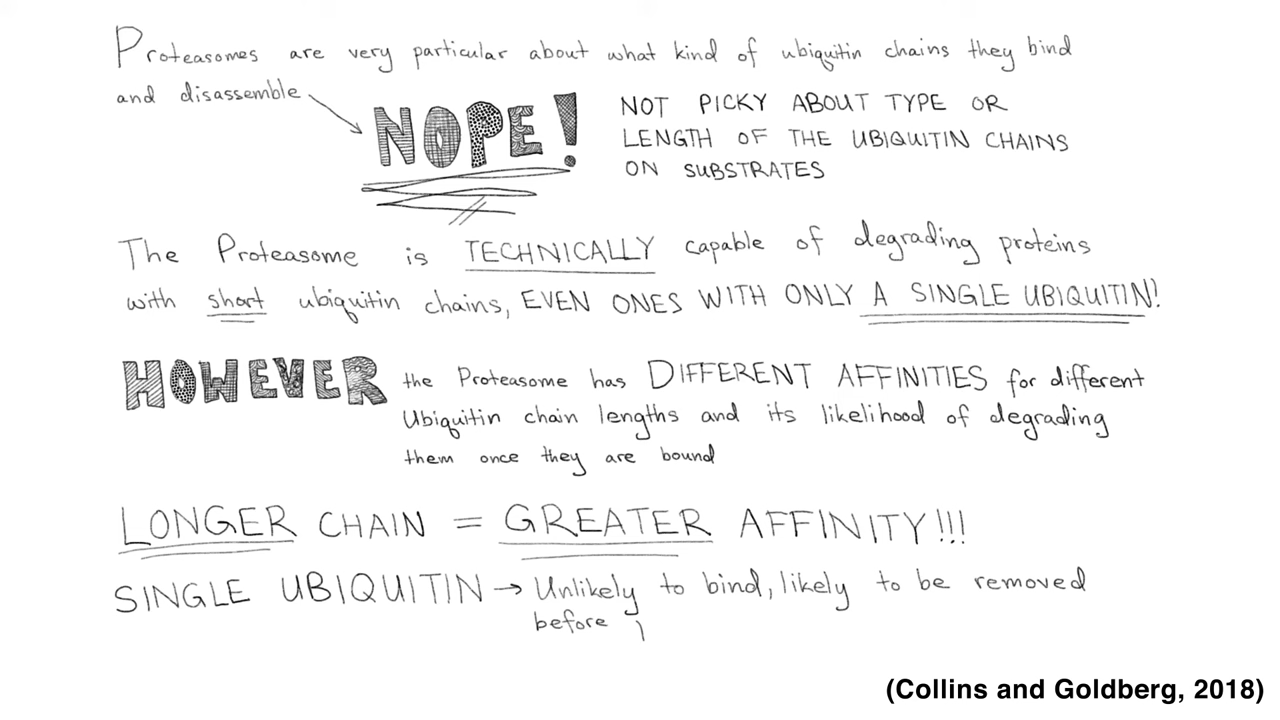 Proteasomes are very particular about what kind of ubiquitin chains they bind
and disassemble
NOPE!
NOT PICKY ABOUT TYPE OR
LENGTH OF THE UBIQUITIN CHAINS
ON SUBSTRATES
The Proteasome is TECHNICALLY capable of degrading proteins
with short ubiquitin chains, EVEN ONES WITH ONLY A SINGLE UBIQUITIN!
HOWEVER the Proteasome has DIFFERENT AFFINITIES for different
Ubiquitin chain lengths and its likelihood of degrading
them once they are bound
LONGER CHAIN = GREATER AFFINITY!!!
SINGLE UBIQUITIN → Unlikely to bind, likely to be removed
before
(Collins and Goldberg, 2018)